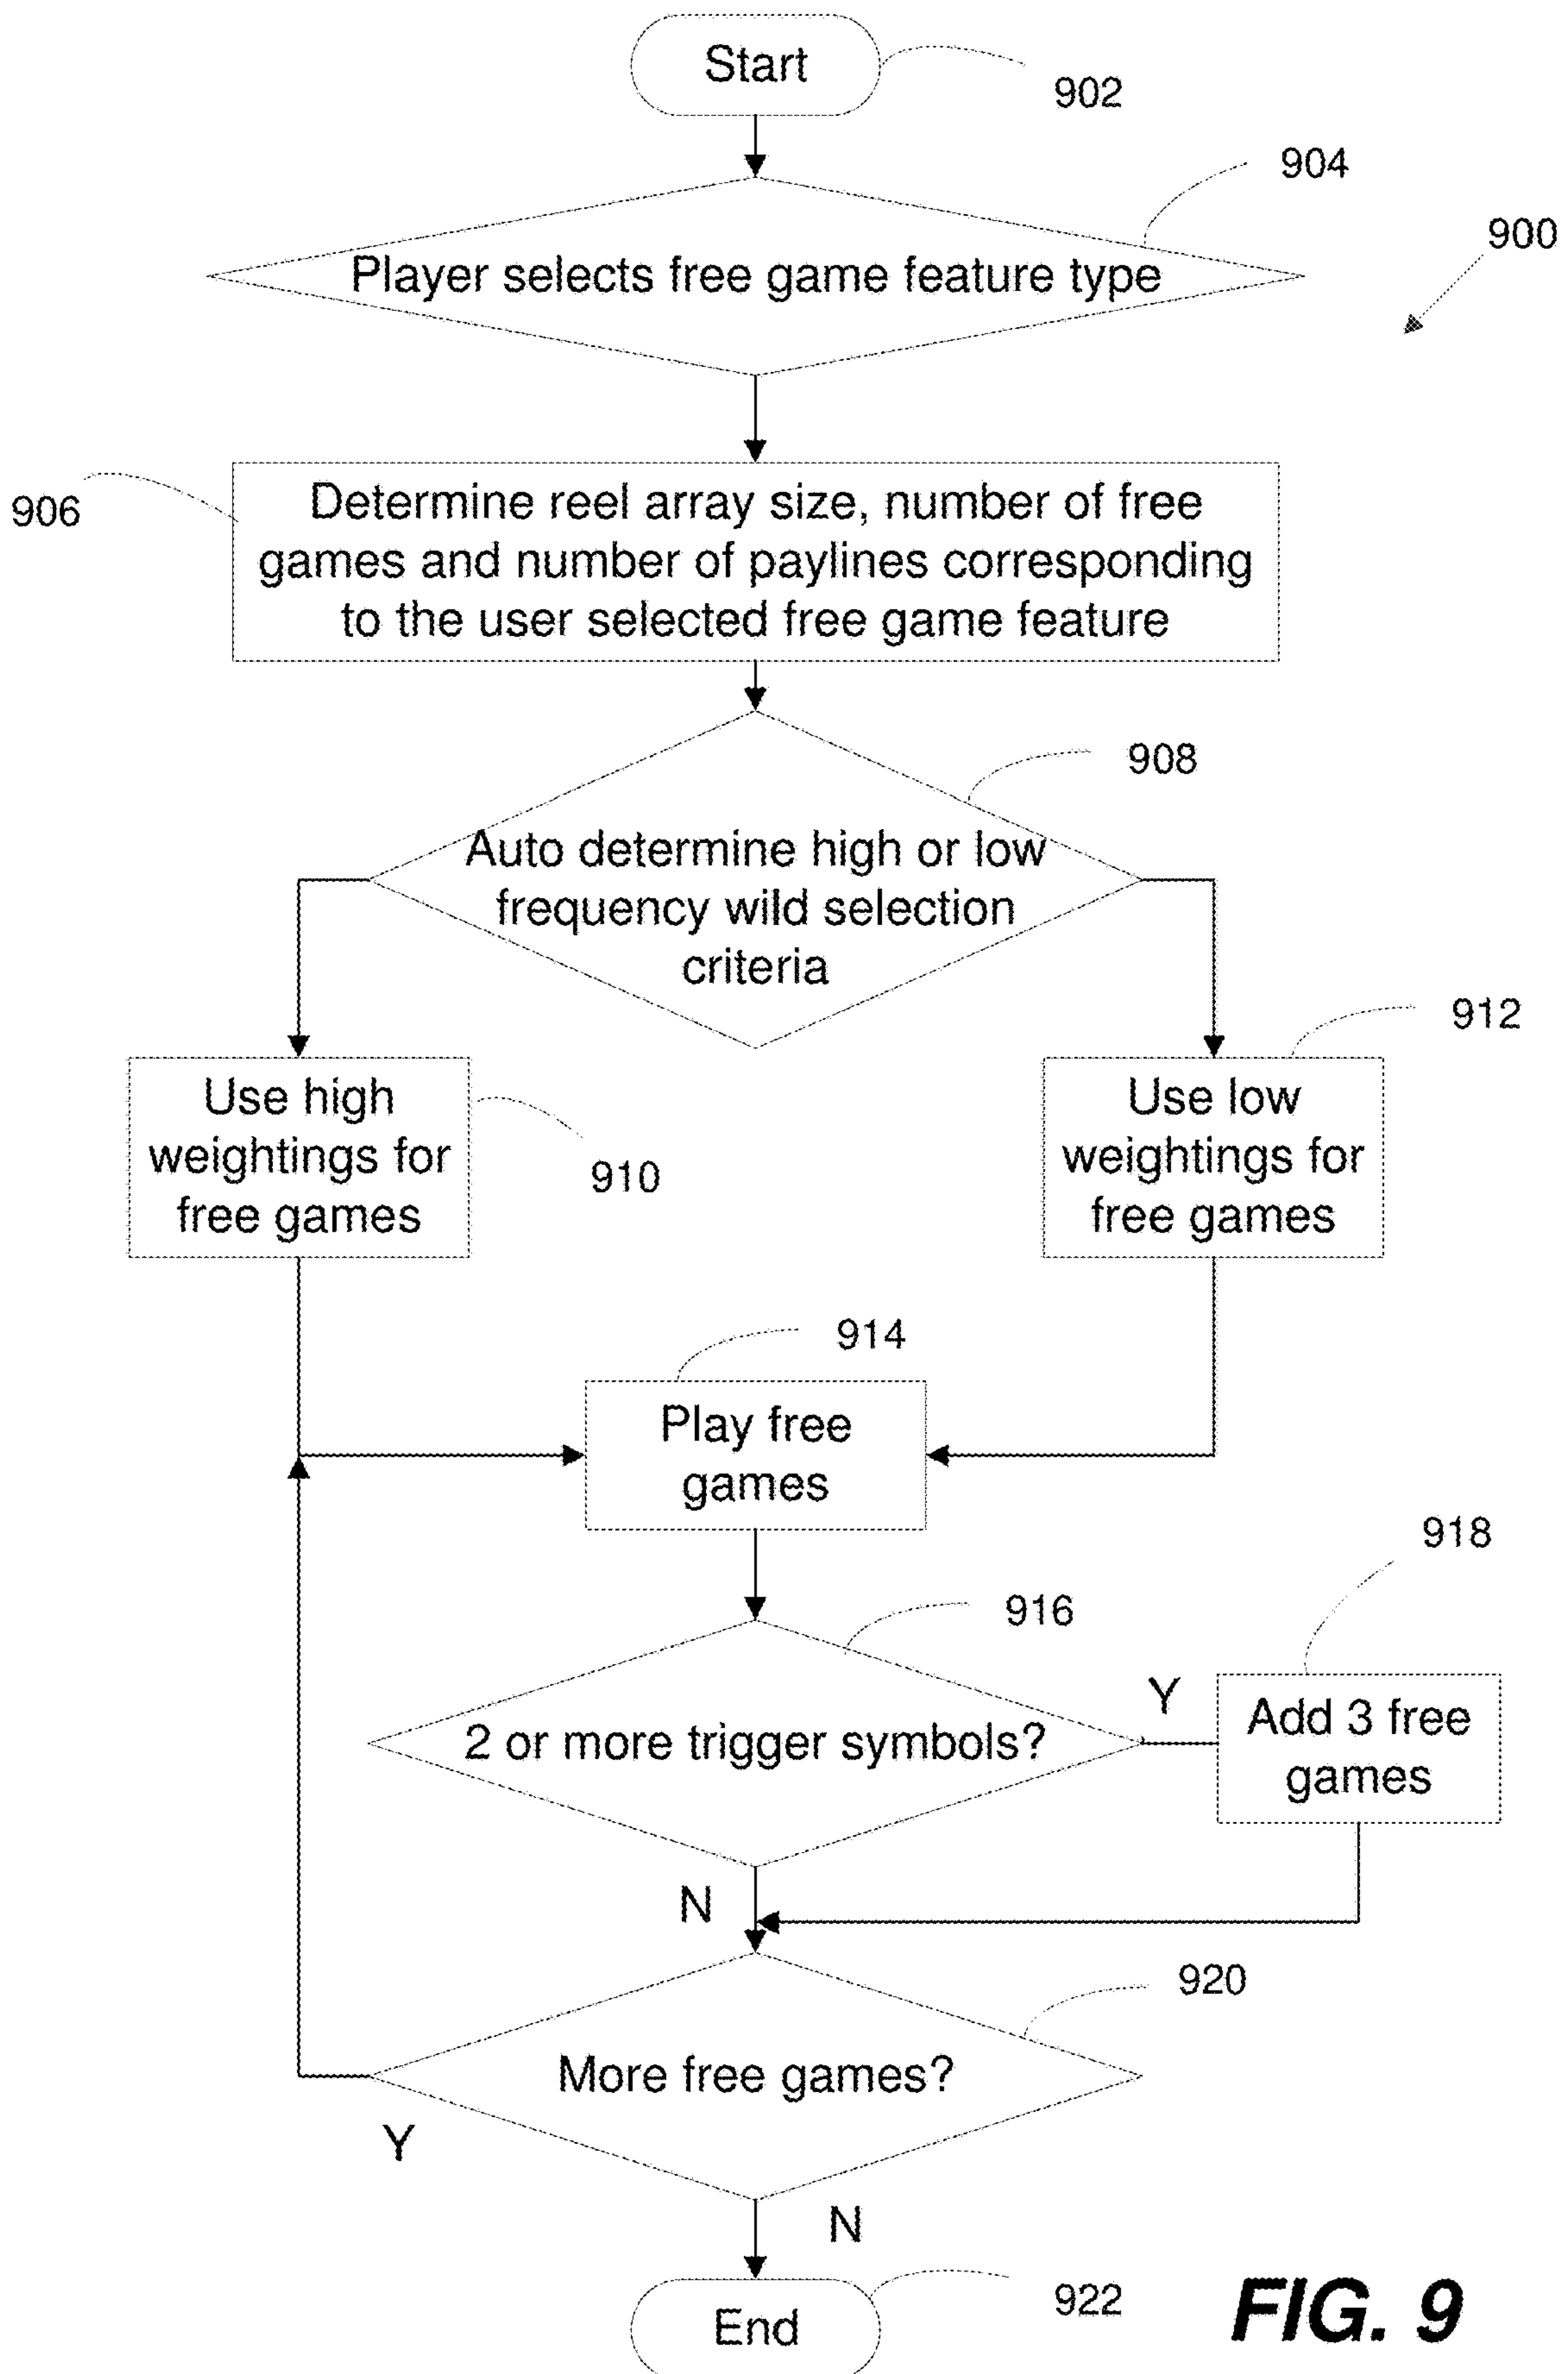 Start
902
904
900
Player selects free game feature type
906
Determine reel array size, number of free
games and number of paylines corresponding
to the user selected free game feature
908
Auto determine high or low
frequency wild selection
criteria
912
Use high
weightings for
free games
910
Use low
weightings for
free games
914
Play free
games
918
916
2 or more trigger symbols?
Y
Add 3 free
games
N
920
More free games?
Y
N
922
End
FIG. 9